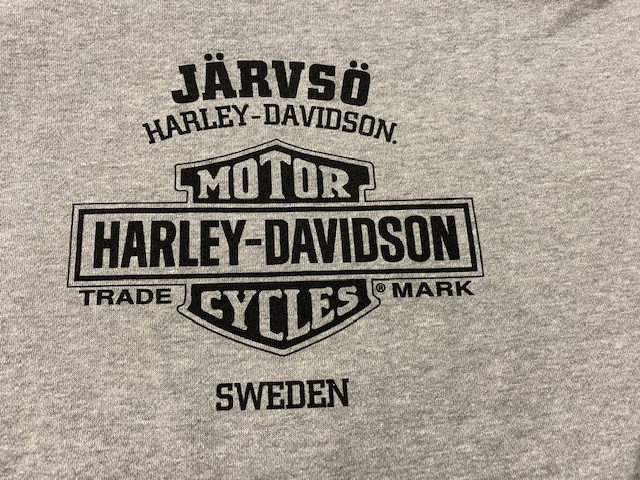 JÄRVSÖ
HARLEY-DAVIDSON.
MOTOR
HARLEY-DAVIDSON
TRADE CYCLES® MARK
SWEDEN